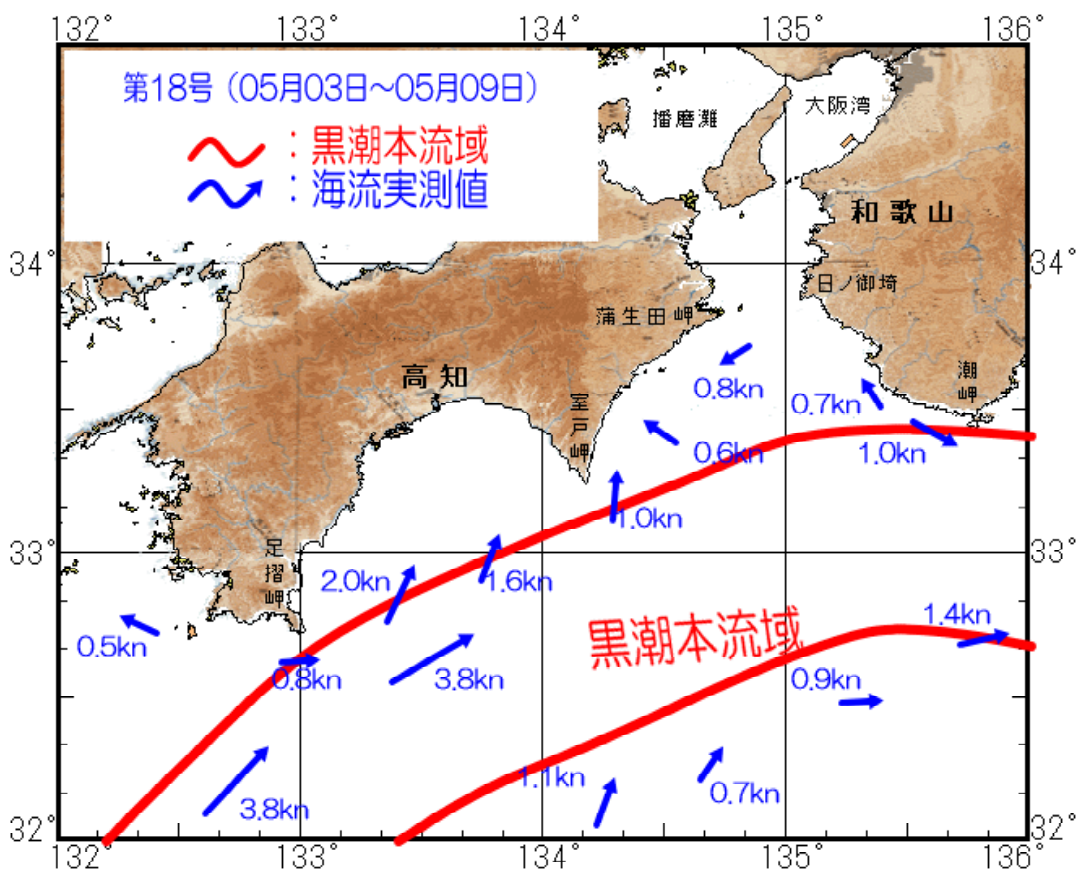 132° 133° 134° 135° 136°
第18号（05月03日～05月09日）
：黒潮本流域
：海流実測値
播磨灘
大阪湾
和歌山
34° 34°
日ノ御埼
蒲生田岬
0.8kn
高知
潮岬
室戸岬
0.7kn
0.6kn
1.0kn
1.0kn
33° 33°
足摺岬
2.0kn
1.6kn
1.4kn
黒潮本流域
0.5kn
0.8kn
3.8kn
0.9kn
1.1kn
0.7kn
3.8kn
32° 32°
132° 133° 134° 135° 136°